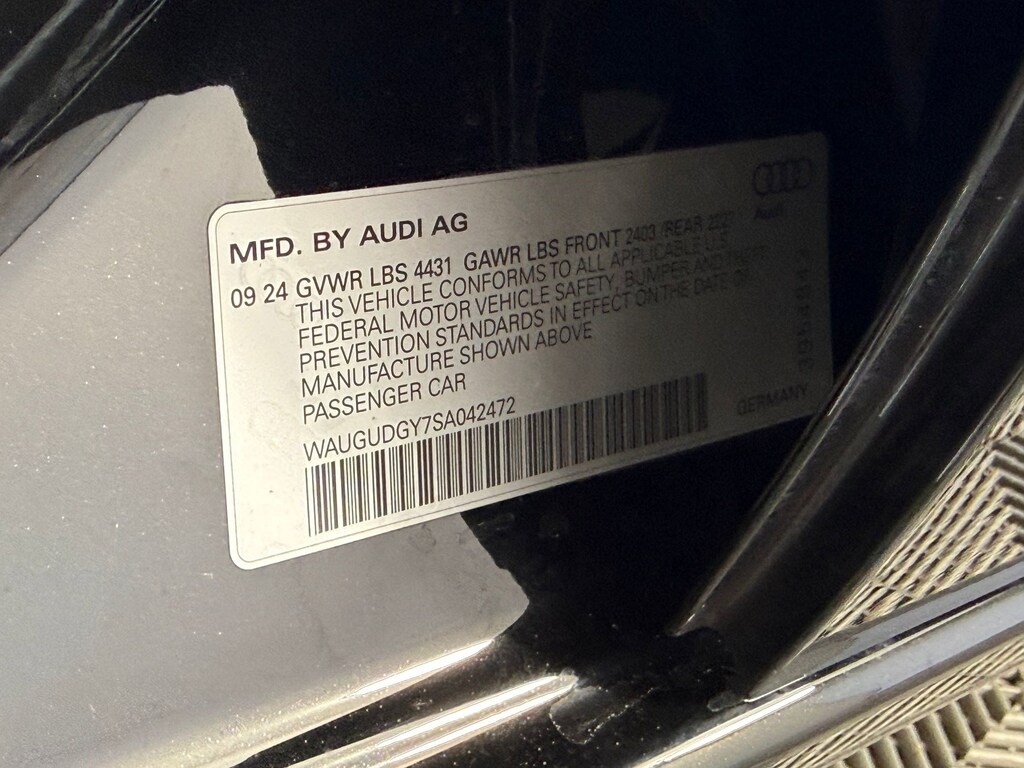 MFD. BY AUDI AG
Audi
09 24 GVWR LBS 4431 GAWR LBS FRONT 2403 /REAR
THIS VEHICLE CONFORMS TO ALL APPLICABLE U.S.
FEDERAL MOTOR VEHICLE SAFETY, BUMPER AND THEFT
PREVENTION STANDARDS IN EFFECT ON THE DATE OF
MANUFACTURE SHOWN ABOVE
PASSENGER CAR
WAUGUDGY7SA042472
GERMANY